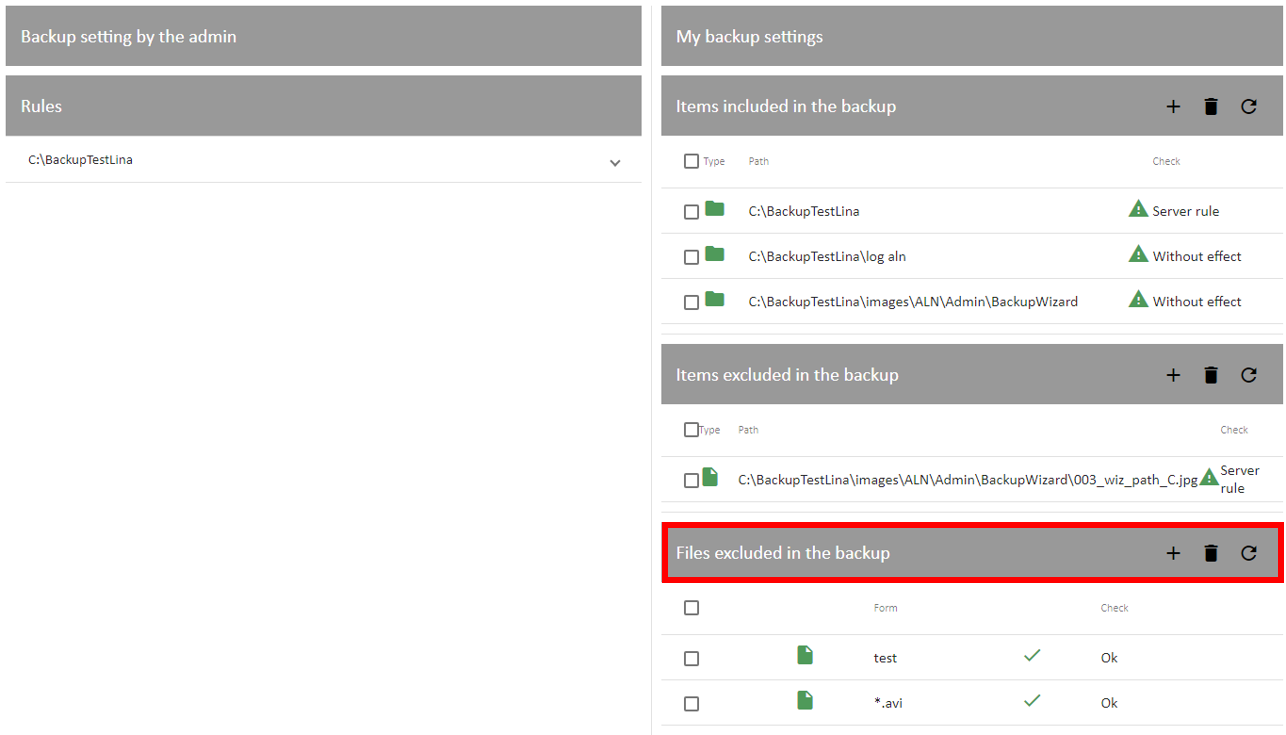 Backup setting by the admin
Rules
C:\BackupTestLina
My backup settings
Items included in the backup
Type Path Check
C:\BackupTestLina Server rule
C:\BackupTestLina\log aln Without effect
C:\BackupTestLina\images\ALN\Admin\BackupWizard Without effect
Items excluded in the backup
Type Path Check
C:\BackupTestLina\images\ALN\Admin\BackupWizard\003_wiz_path_C.jpg Server
rule
Files excluded in the backup
Form Check
test Ok
*.avi Ok